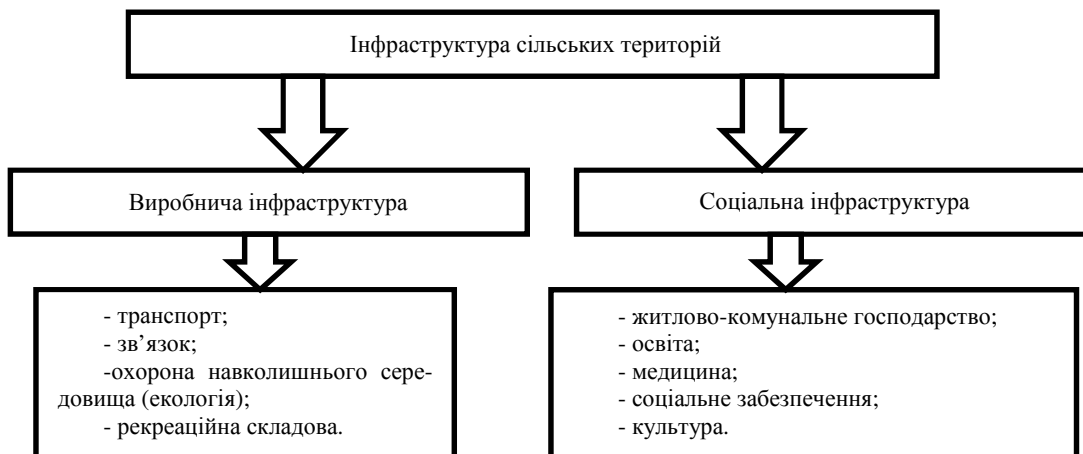 Інфраструктура сільських територій
Виробнича інфраструктура
Соціальна інфраструктура
- транспорт;
- зв’язок;
-охорона навколишнього сере-
довища (екологія);
- рекреаційна складова.
- житлово-комунальне господарство;
- освіта;
- медицина;
- соціальне забезпечення;
- культура.